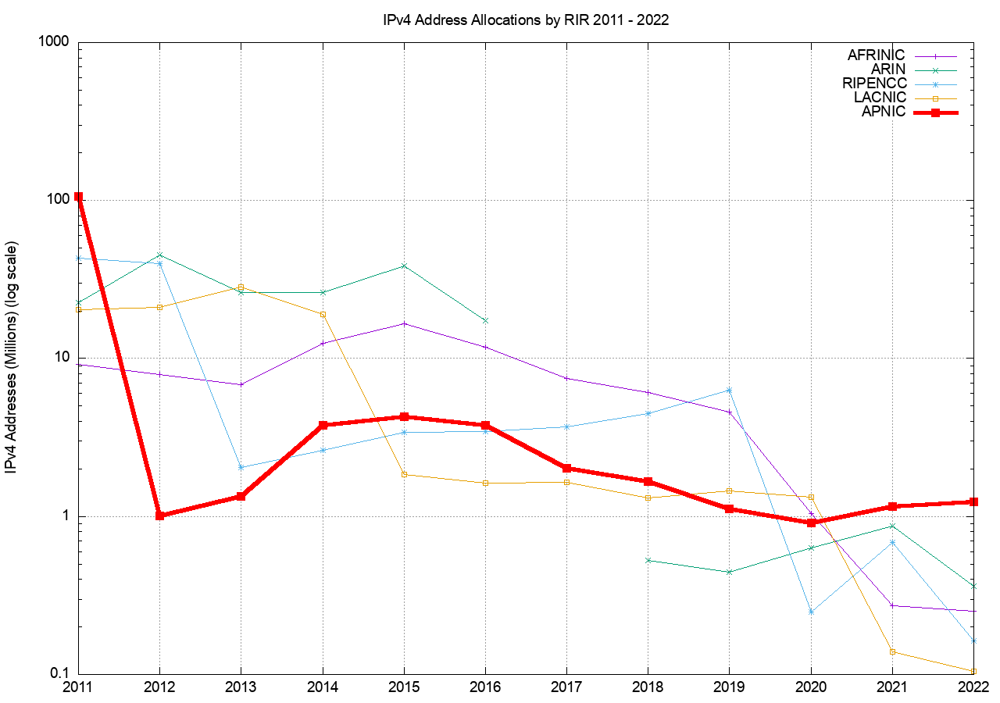 IPv4 Address Allocations by RIR 2011 - 2022
IPv4 Addresses (Millions) (log scale)
1000
100
10
1
0.1
AFRINIC
ARIN
RIPENCC
LACNIC
APNIC
2011 2012 2013 2014 2015 2016 2017 2018 2019 2020 2021 2022